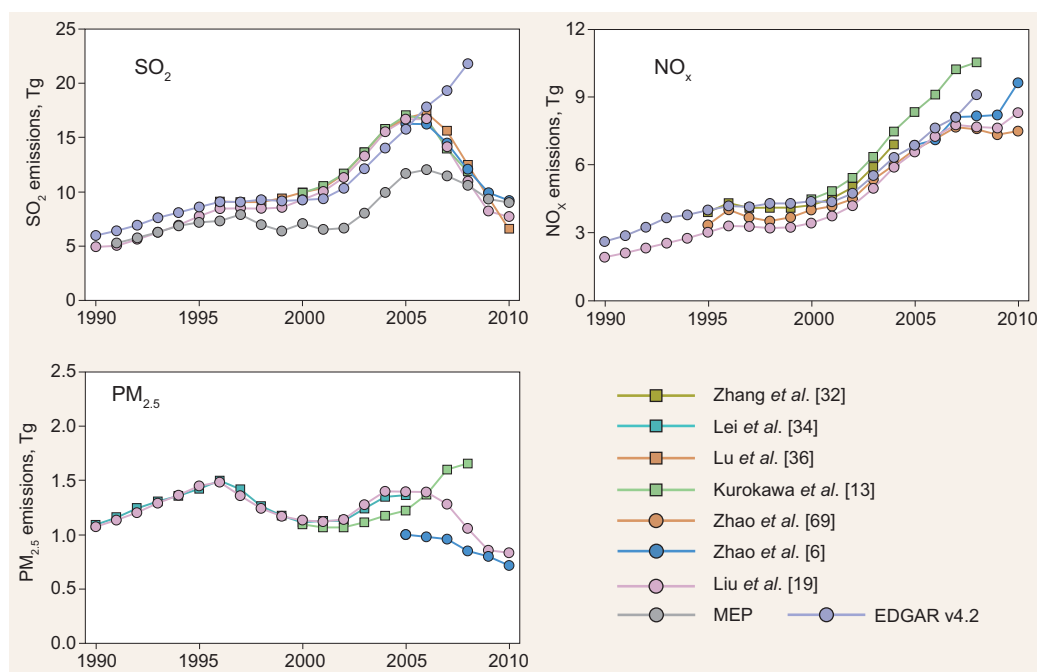 SO2
SO2 emissions, Tg
25
20
15
10
5
0
1990
1995
2000
2005
2010
NOx
NOX emissions, Tg
12
9
6
3
0
1990
1995
2000
2005
2010
PM2.5
PM2.5 emissions, Tg
2.5
2.0
1.5
1.0
0.5
0.0
1990
1995
2000
2005
2010
Zhang et al. [32]
Lei et al. [34]
Lu et al. [36]
Kurokawa et al. [13]
Zhao et al. [69]
Zhao et al. [6]
Liu et al. [19]
MEP
EDGAR v4.2